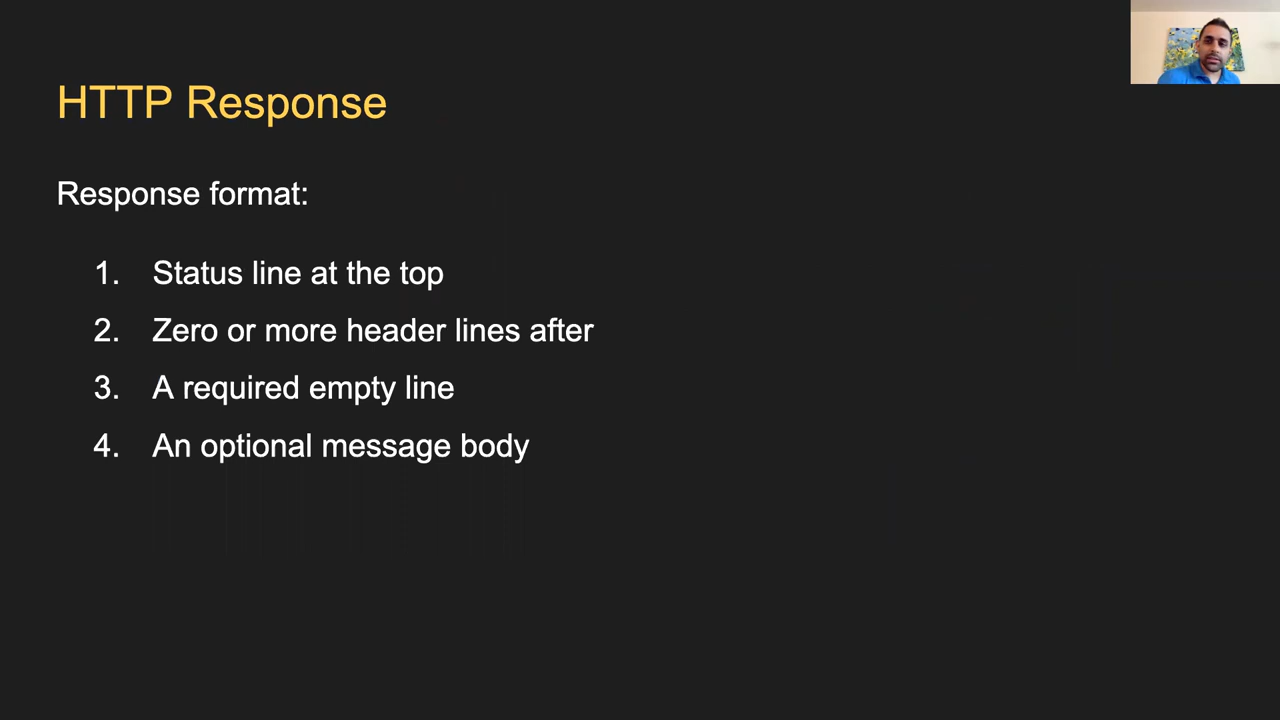 HTTP Response
Response format:
1. Status line at the top
2. Zero or more header lines after
3. A required empty line
4. An optional message body